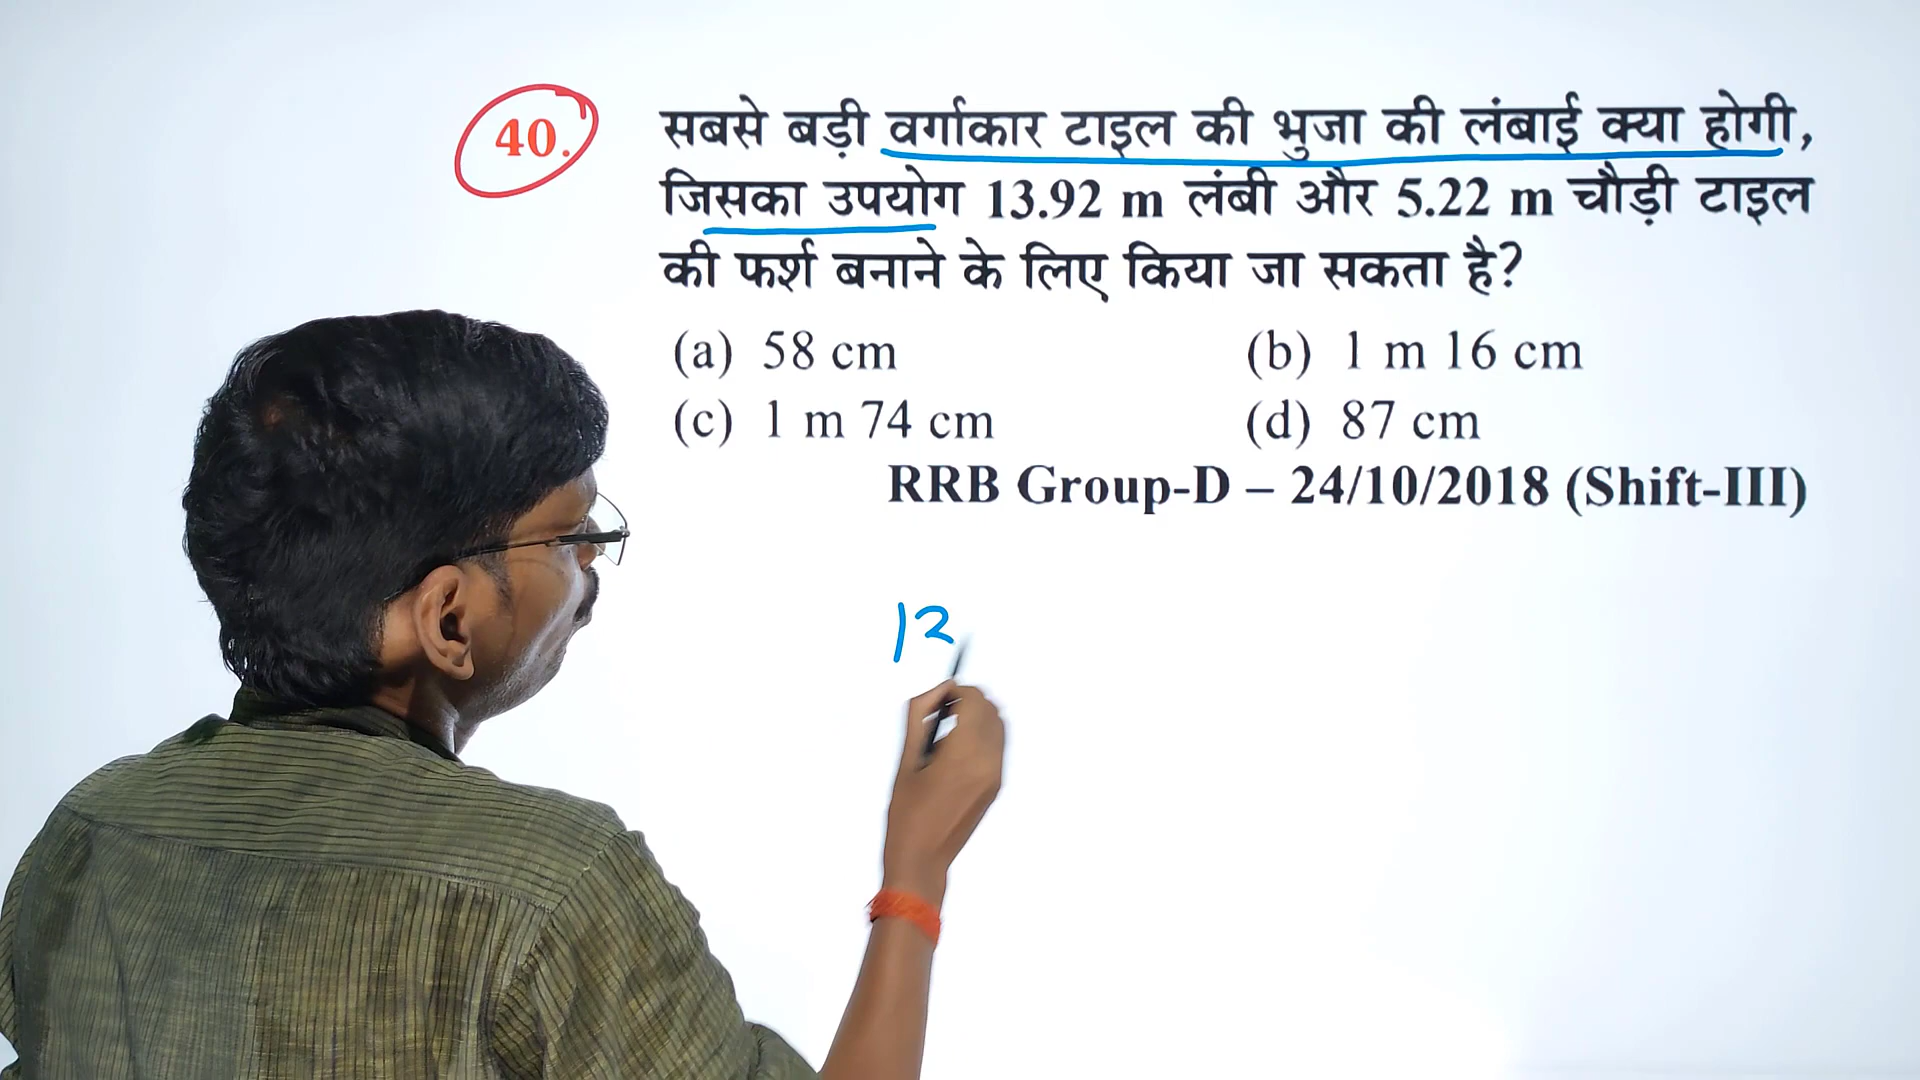 40. सबसे बड़ी वर्गाकार टाइल की भुजा की लंबाई क्या होगी,
जिसका उपयोग 13.92 m लंबी और 5.22 m चौड़ी टाइल
की फर्श बनाने के लिए किया जा सकता है?
(a) 58 cm (b) 1 m 16 cm
(c) 1 m 74 cm (d) 87 cm
RRB Group-D – 24/10/2018 (Shift-III)
12